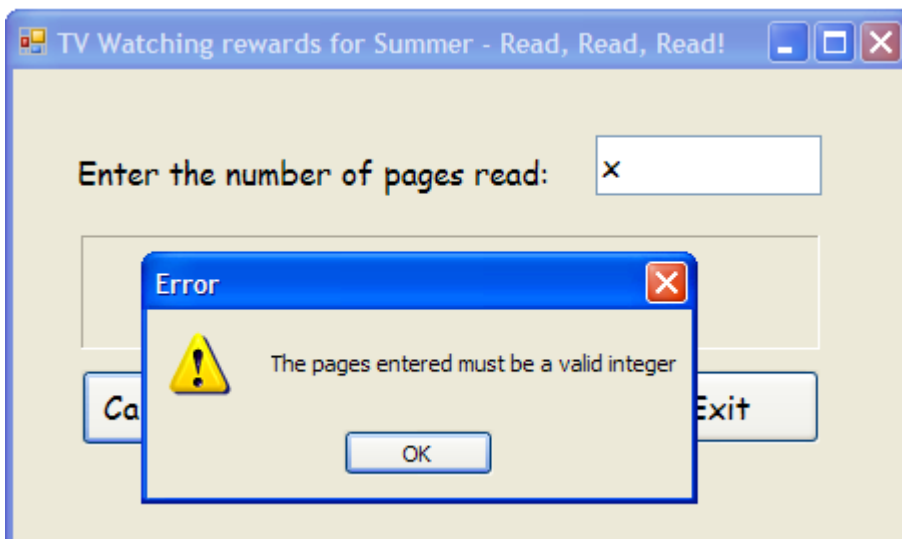 TV Watching rewards for Summer - Read, Read, Read!
Enter the number of pages read: x
Error
The pages entered must be a valid integer
OK
Ca
Exit